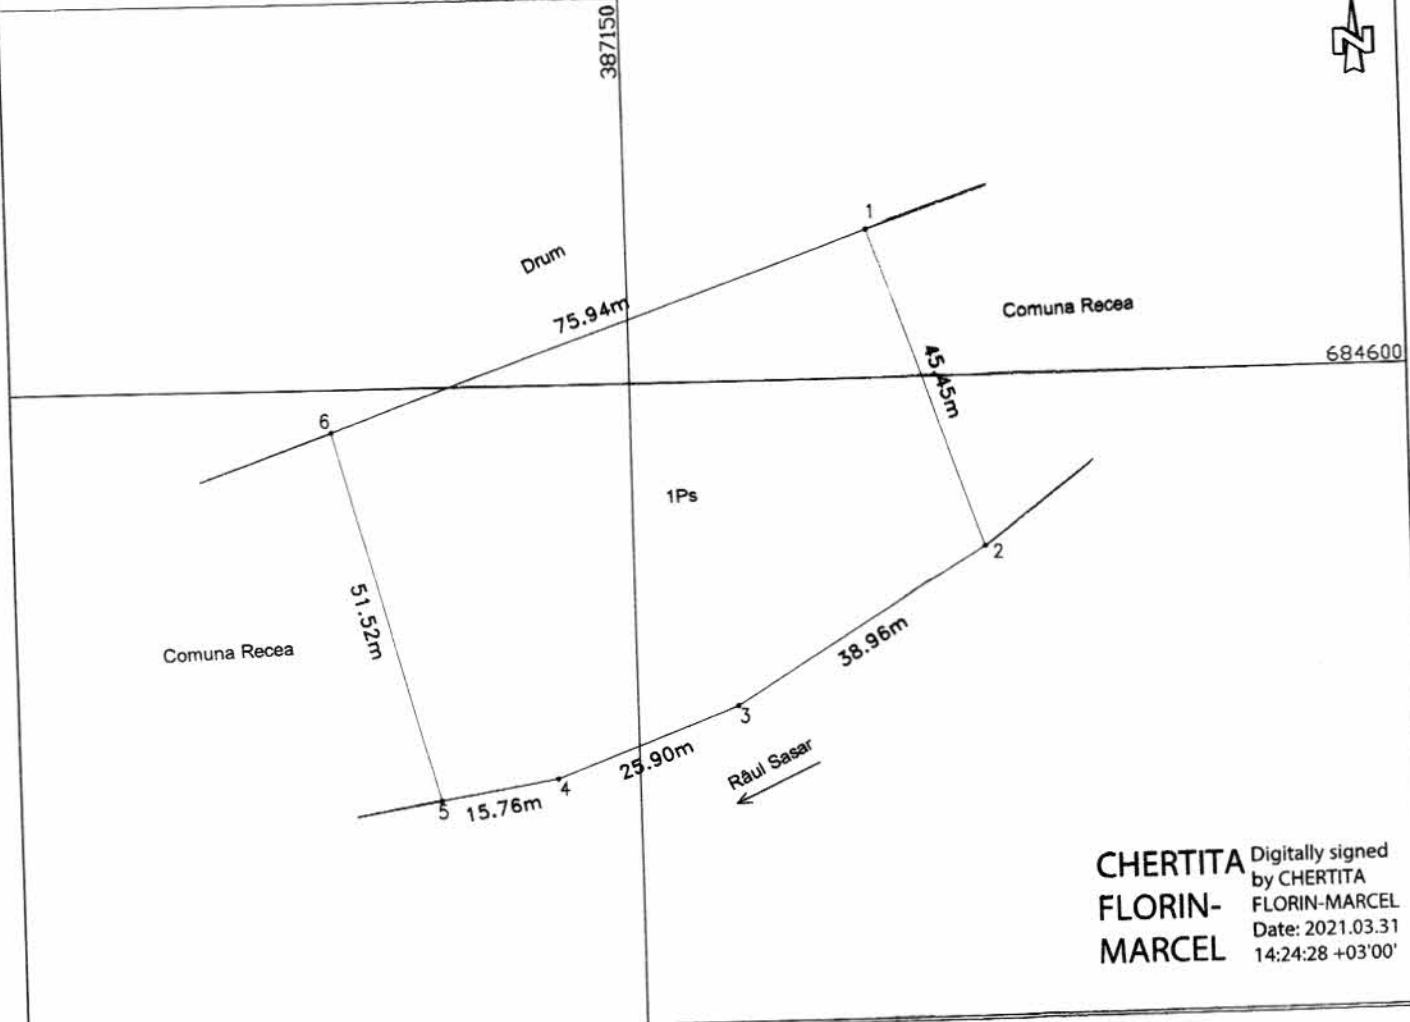 387150
N
1
Drum
75.94m
Comuna Recea
45.45m
684600
6
1Ps
2
51.52m
Comuna Recea
38.96m
3
25.90m
Râul Sasar
4
5
15.76m
CHERTITA
FLORIN-
MARCEL
Digitally signed
by CHERTITA
FLORIN-MARCEL
Date: 2021.03.31
14:24:28 +03'00'